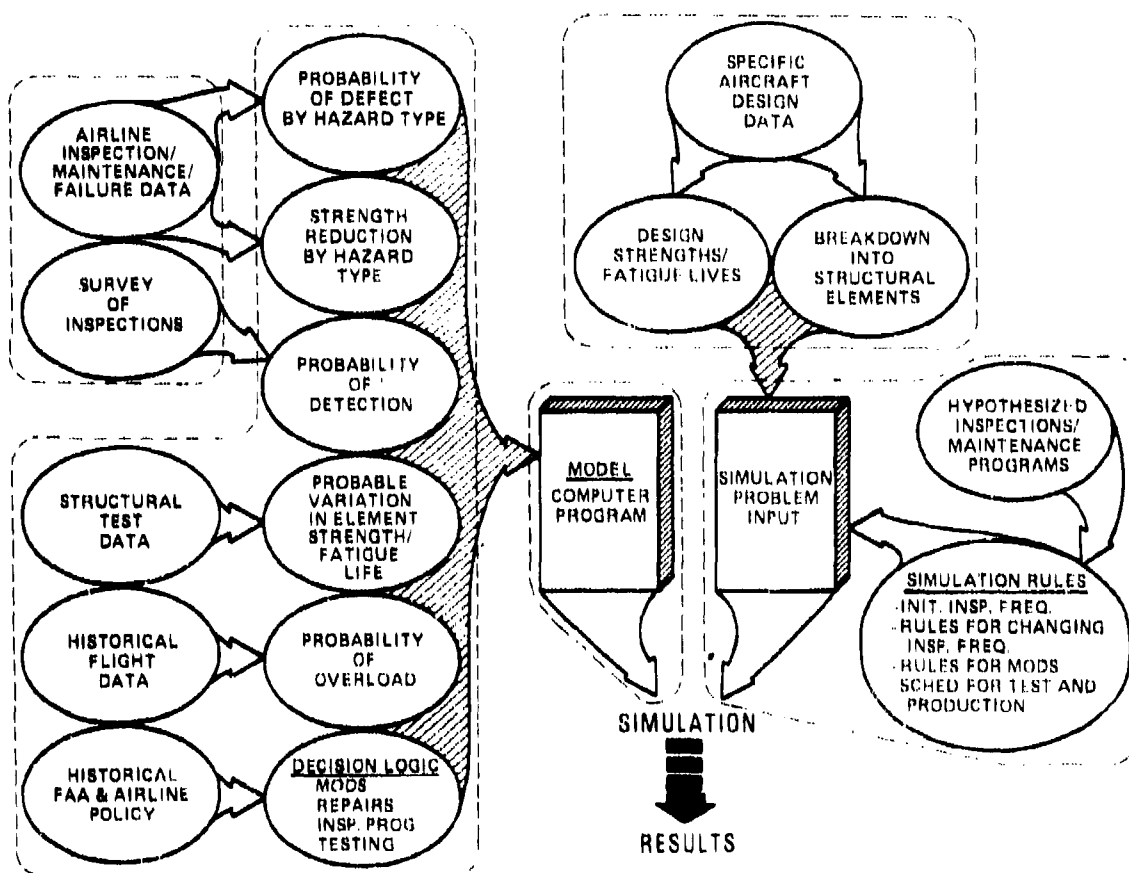 PROBABILITY
OF DEFECT
BY HAZARD TYPE
AIRLINE
INSPECTION/
MAINTENANCE/
FAILURE DATA
STRENGTH
REDUCTION
BY HAZARD
TYPE
SURVEY
OF
INSPECTIONS
PROBABILITY
OF
DETECTION
STRUCTURAL
TEST
DATA
PROBABLE
VARIATION
IN ELEMENT
STRENGTH/
FATIGUE
LIFE
HISTORICAL
FLIGHT
DATA
PROBABILITY
OF
OVERLOAD
HISTORICAL
FAA & AIRLINE
POLICY
DECISION LOGIC
MODS
REPAIRS
INSP. PROG
TESTING
SPECIFIC
AIRCRAFT
DESIGN
DATA
DESIGN
STRENGTHS/
FATIGUE LIVES
BREAKDOWN
INTO
STRUCTURAL
ELEMENTS
MODEL
COMPUTER
PROGRAM
SIMULATION
PROBLEM
INPUT
HYPOTHESIZED
INSPECTIONS/
MAINTENANCE
PROGRAMS
SIMULATION RULES
-INIT. INSP. FREQ.
-RULES FOR CHANGING
INSP. FREQ.
-RULES FOR MODS
SCHED FOR TEST AND
PRODUCTION
SIMULATION
RESULTS